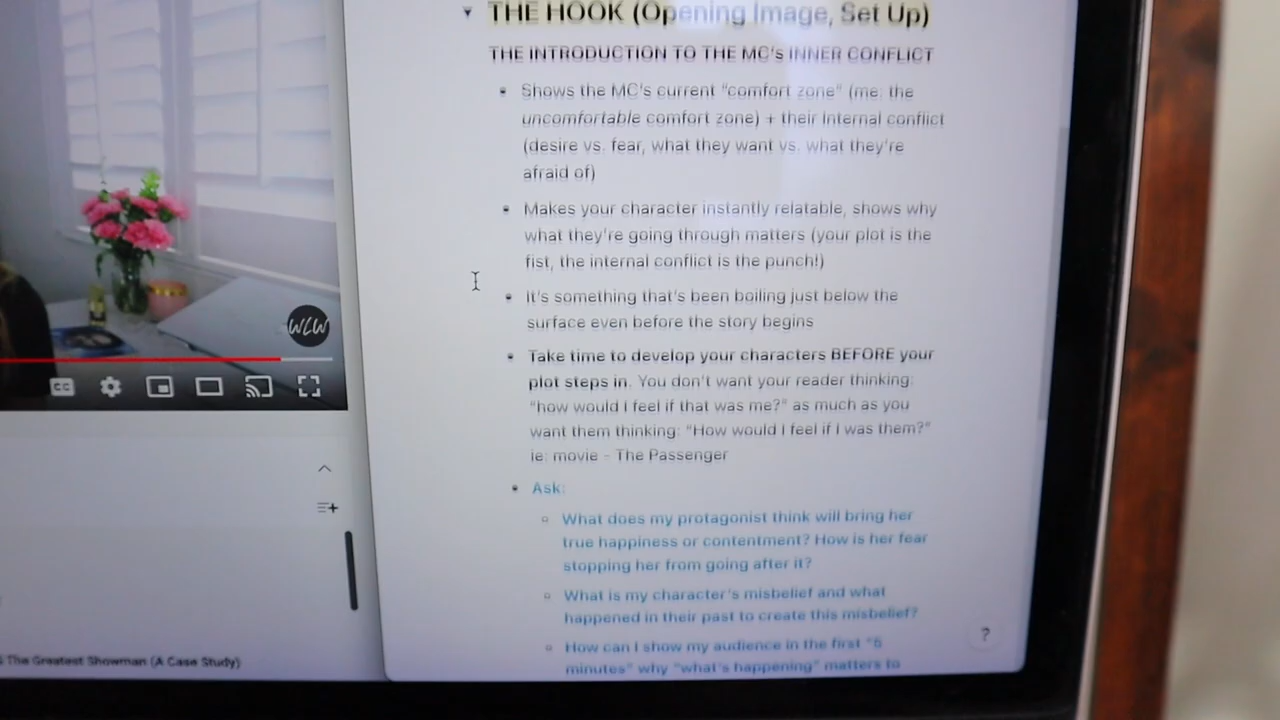 THE HOOK (Opening Image, Set Up)
THE INTRODUCTION TO THE MC's INNER CONFLICT
Shows the MC's current "comfort zone" (me: the
uncomfortable comfort zone) + their internal conflict
(desire vs. fear, what they want vs. what they're
afraid of)
Makes your character instantly relatable, shows why
what they're going through matters (your plot is the
fist, the internal conflict is the punch!)
It's something that's been boiling just below the
surface even before the story begins
Take time to develop your characters BEFORE your
plot steps in. You don't want your reader thinking:
"how would I feel if that was me?" as much as you
want them thinking: "How would I feel if I was them?"
ie: movie - The Passenger
Ask:
What does my protagonist think will bring her
true happiness or contentment? How is her fear
stopping her from going after it?
What is my character's misbelief and what
happened in their past to create this misbelief?
How can I show my audience in the first "5
minutes" why "what's happening" matters to
?
WLW
CC
The Greatest Showman (A Case Study)